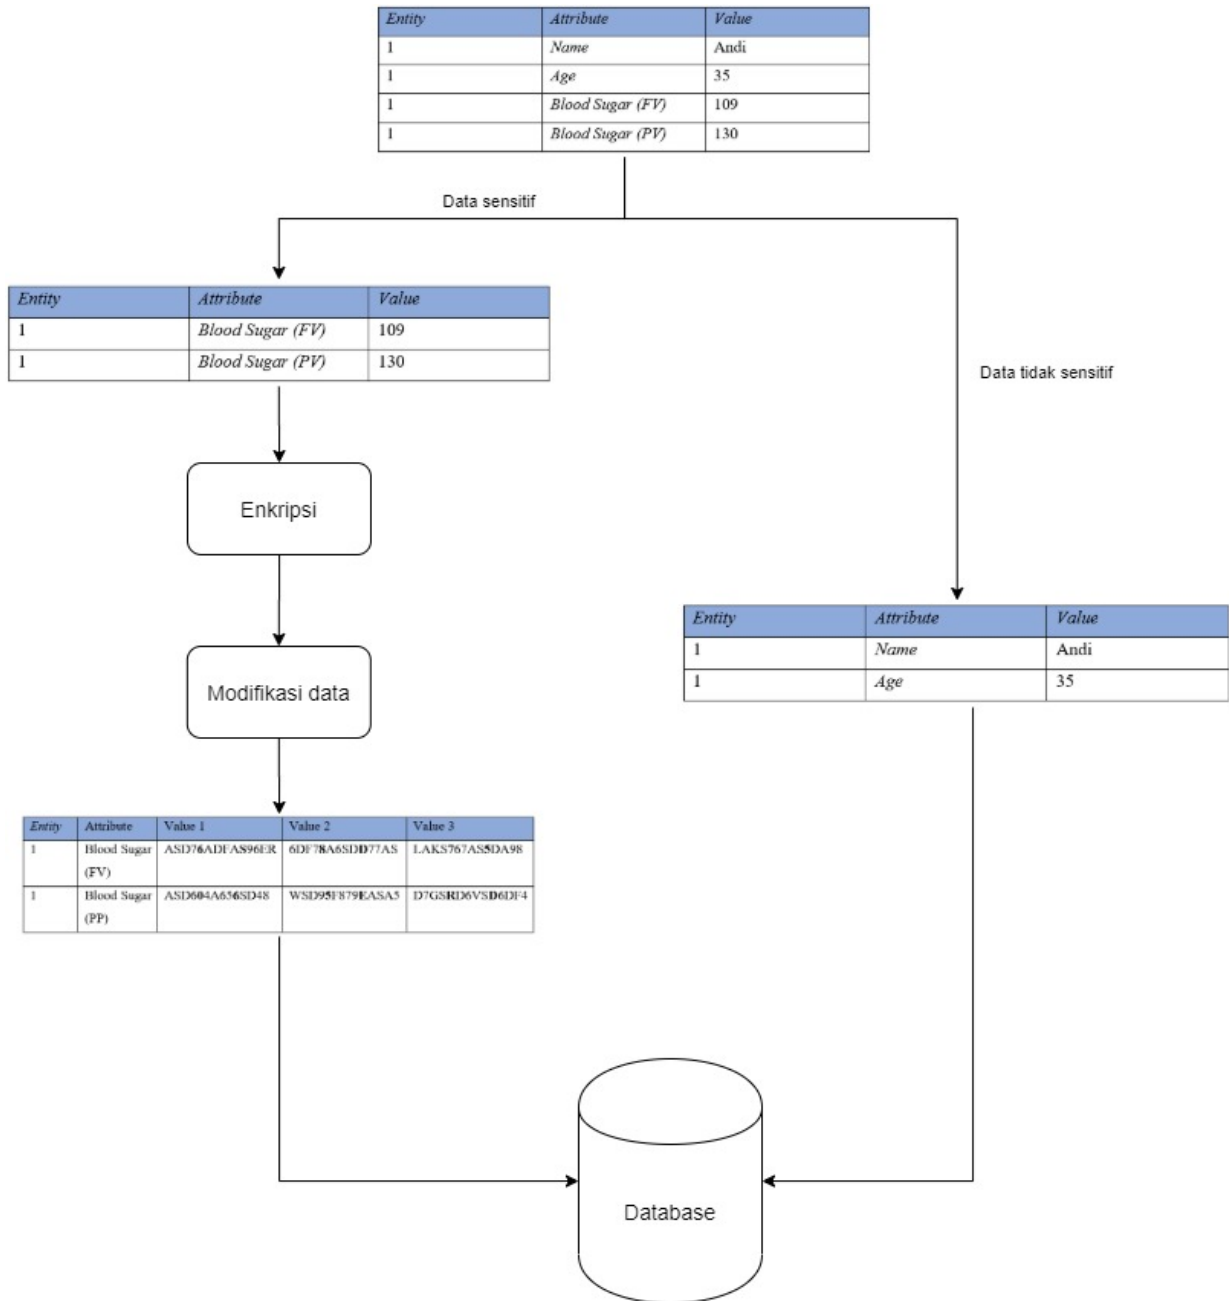 Entity Attribute Value
1 Name Andi
1 Age 35
1 Blood Sugar (FV) 109
1 Blood Sugar (PV) 130
Data sensitif
Entity Attribute Value
1 Blood Sugar (FV) 109
1 Blood Sugar (PV) 130
Data tidak sensitif
Enkripsi
Entity Attribute Value
1 Name Andi
1 Age 35
Modifikasi data
Entity Attribute Value 1 Value 2 Value 3
1 Blood Sugar ASD76ADFAS96ER 6DF78A6SDD77AS LAKS767AS5DA98
(FV)
1 Blood Sugar ASD604A656SD48 WSD95F879EASA5 D7GSRD6VSD6DF4
(PP)
Database